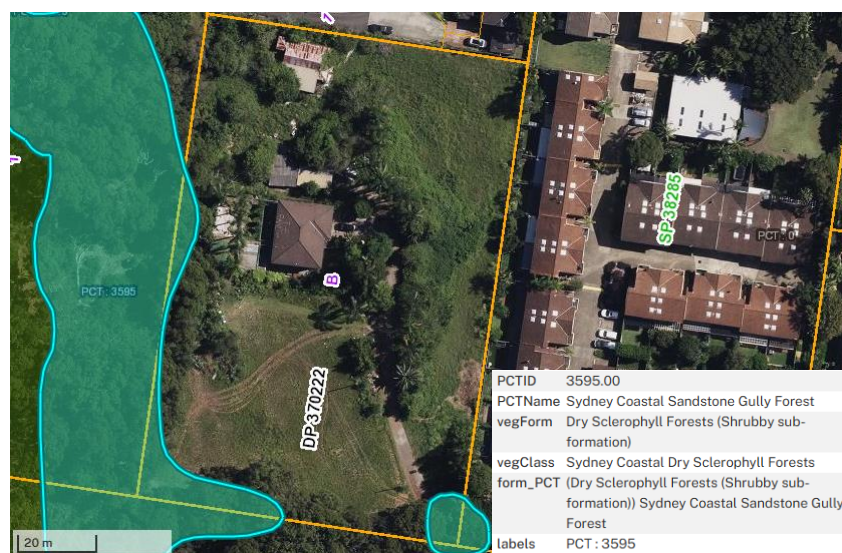 1
1
SP 38285
PCT : 0
PCT : 3595
B
DP 370222
PCTID 3595.00
PCTName Sydney Coastal Sandstone Gully Forest
vegForm Dry Sclerophyll Forests (Shrubby sub-
formation)
vegClass Sydney Coastal Dry Sclerophyll Forests
form_PCT (Dry Sclerophyll Forests (Shrubby sub-
formation)) Sydney Coastal Sandstone Gully
Forest
labels PCT : 3595
20 m